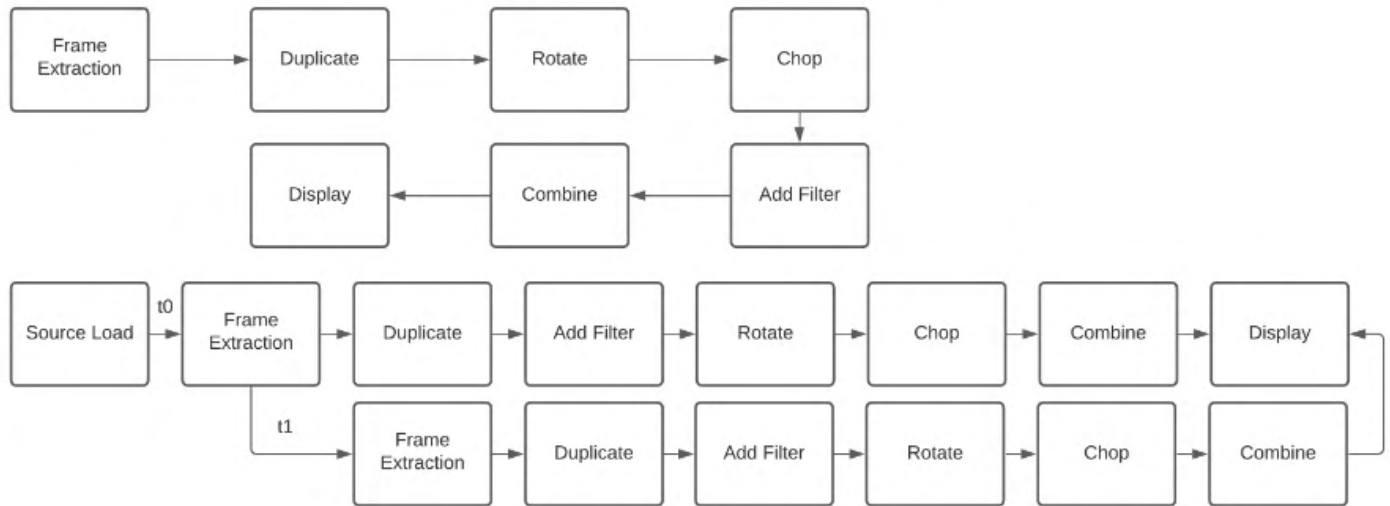 Frame
Extraction
Duplicate
Rotate
Chop
Display
Combine
Add Filter
Source Load
t0
Frame
Extraction
Duplicate
Add Filter
Rotate
Chop
Combine
Display
t1
Frame
Extraction
Duplicate
Add Filter
Rotate
Chop
Combine